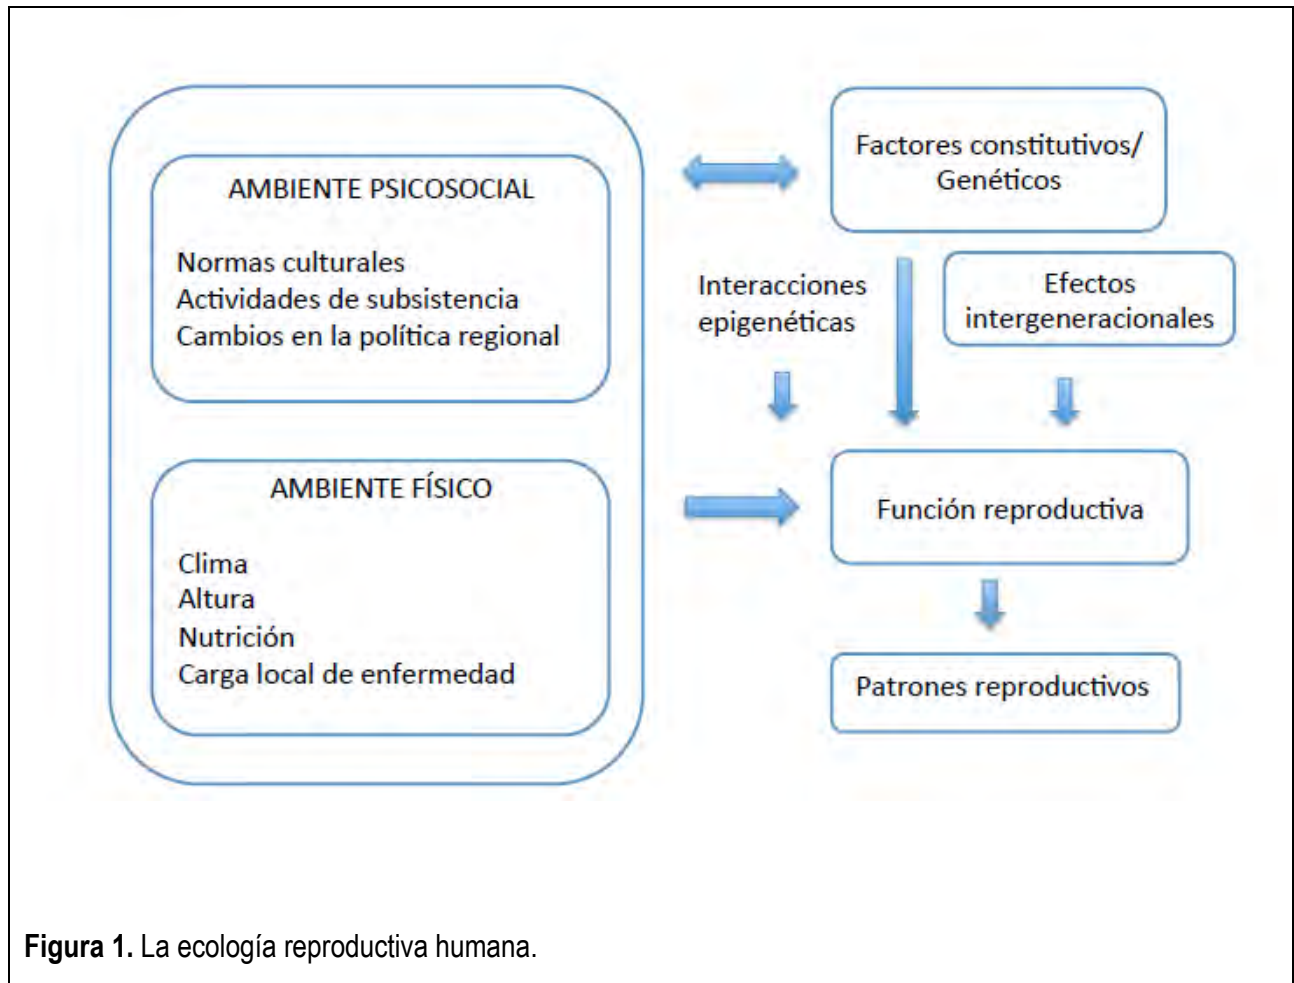 AMBIENTE PSICOSOCIAL
Normas culturales
Actividades de subsistencia
Cambios en la política regional
AMBIENTE FÍSICO
Clima
Altura
Nutrición
Carga local de enfermedad
Factores constitutivos/
Genéticos
Interacciones
epigenéticas
Efectos
intergeneracionales
Función reproductiva
Patrones reproductivos
Figura 1. La ecología reproductiva humana.